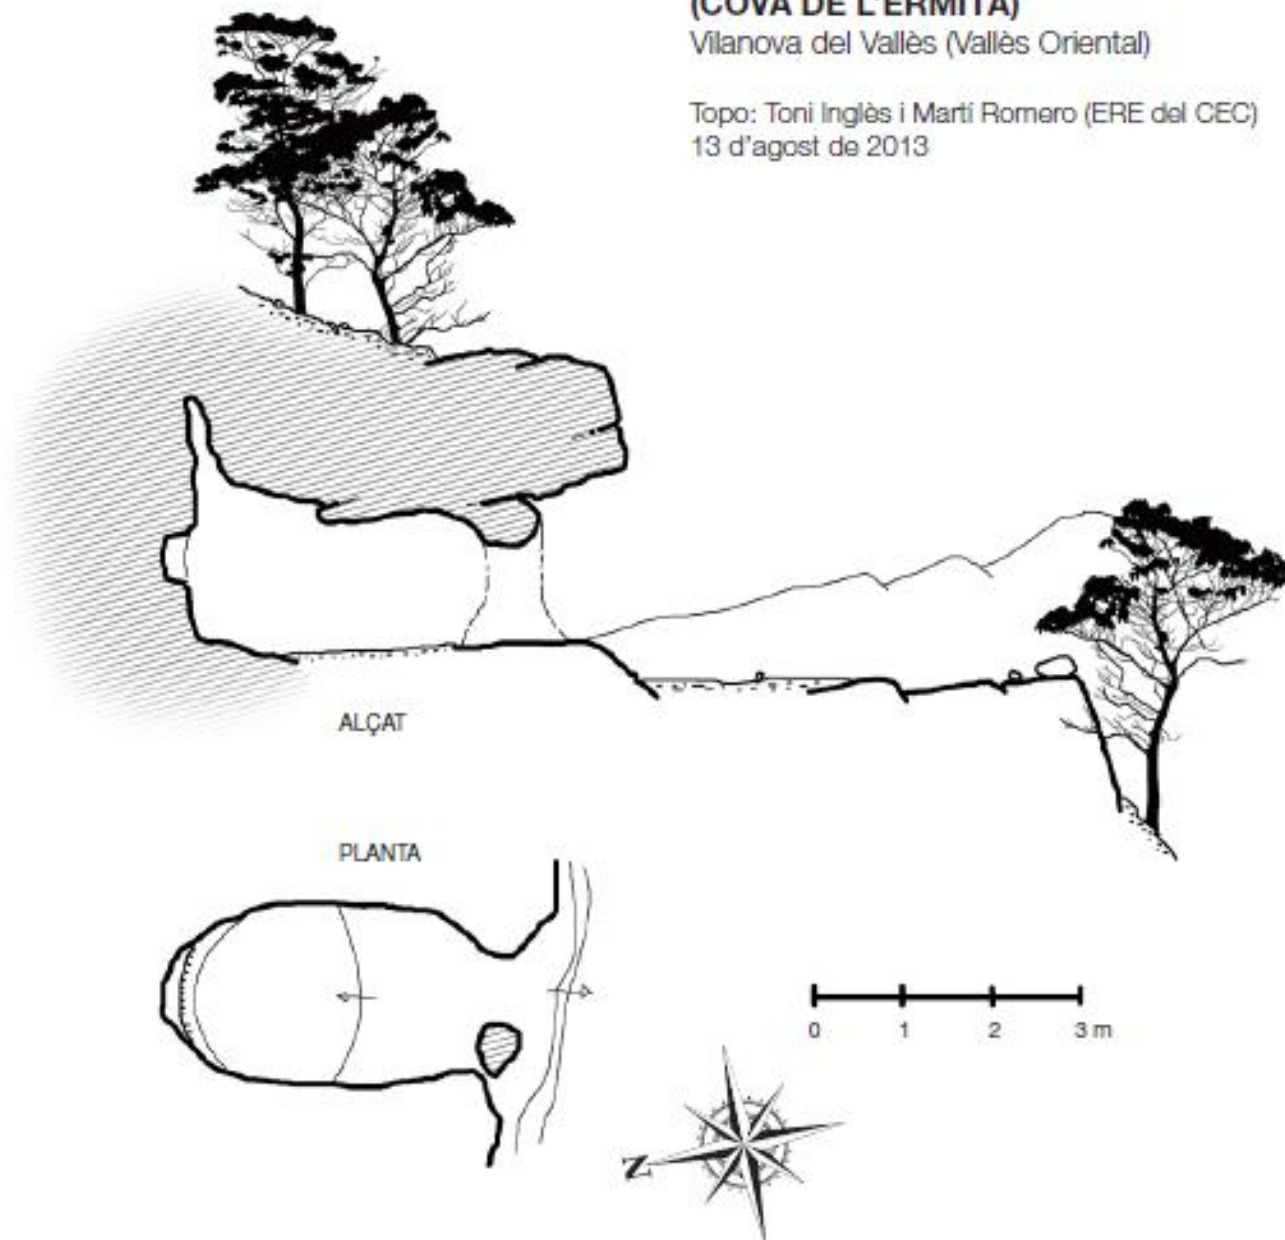 (COVA DE L'ERMITA)
Vilanova del Vallès (Vallès Oriental)
Topo: Toni Inglès i Martí Romero (ERE del CEC)
13 d'agost de 2013
ALÇAT
PLANTA
0 1 2 3 m
N